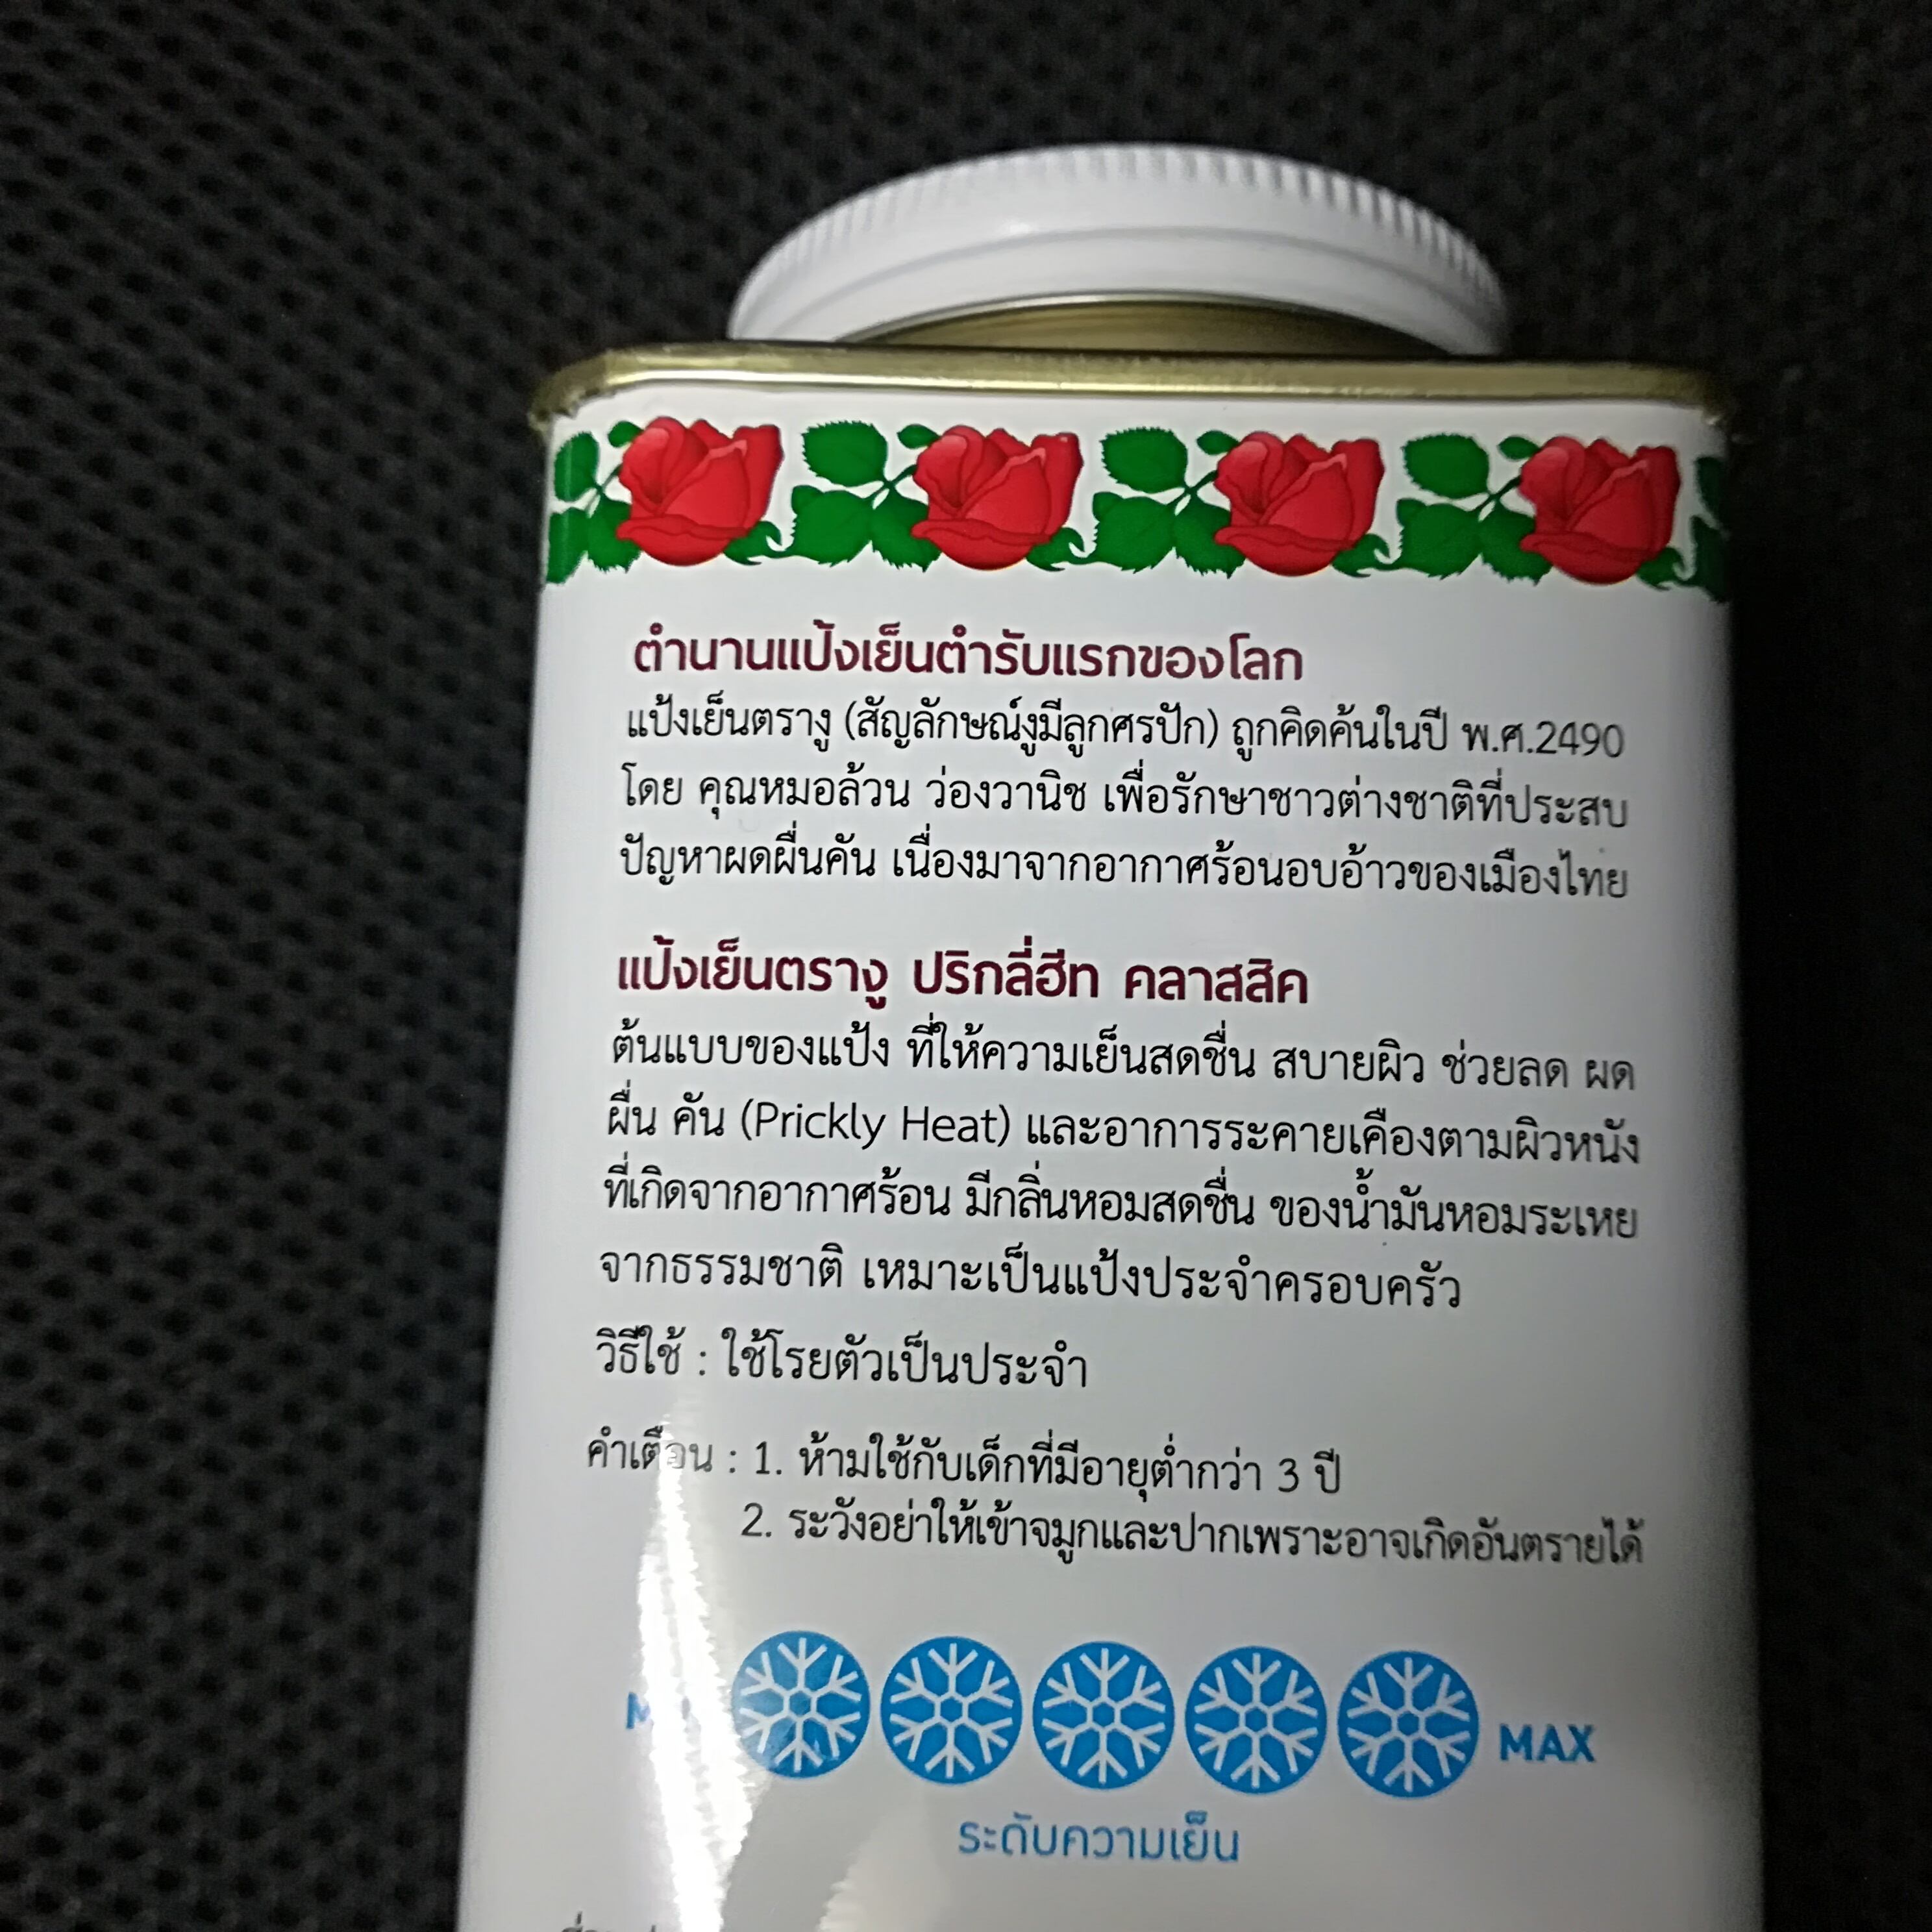 ตำนานแป้งเย็นตำรับแรกของโลก
แป้งเย็นตรางู (สัญลักษณ์งูมีลูกศรปัก) ถูกคิดค้นในปี พ.ศ.2490
โดย คุณหมอล้วน ว่องวานิช เพื่อรักษาชาวต่างชาติที่ประสบ
ปัญหาผดผื่นคัน เนื่องมาจากอากาศร้อนอบอ้าวของเมืองไทย
แป้งเย็นตรางู ปริกลี่ฮีท คลาสสิค
ต้นแบบของแป้ง ที่ให้ความเย็นสดชื่น สบายผิว ช่วยลด ผด
ผื่น คัน (Prickly Heat) และอาการระคายเคืองตามผิวหนัง
ที่เกิดจากอากาศร้อน มีกลิ่นหอมสดชื่น ของน้ำมันหอมระเหย
จากธรรมชาติ เหมาะเป็นแป้งประจำครอบครัว
วิธีใช้ : ใช้โรยตัวเป็นประจำ
คำเตือน : 1. ห้ามใช้กับเด็กที่มีอายุต่ำกว่า 3 ปี
2. ระวังอย่าให้เข้าจมูกและปากเพราะอาจเกิดอันตรายได้
MAX
ระดับความเย็น